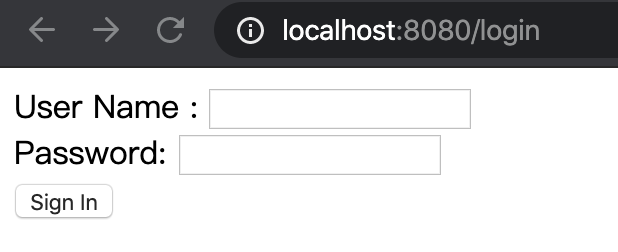 localhost:8080/login
User Name :
Password:
Sign In